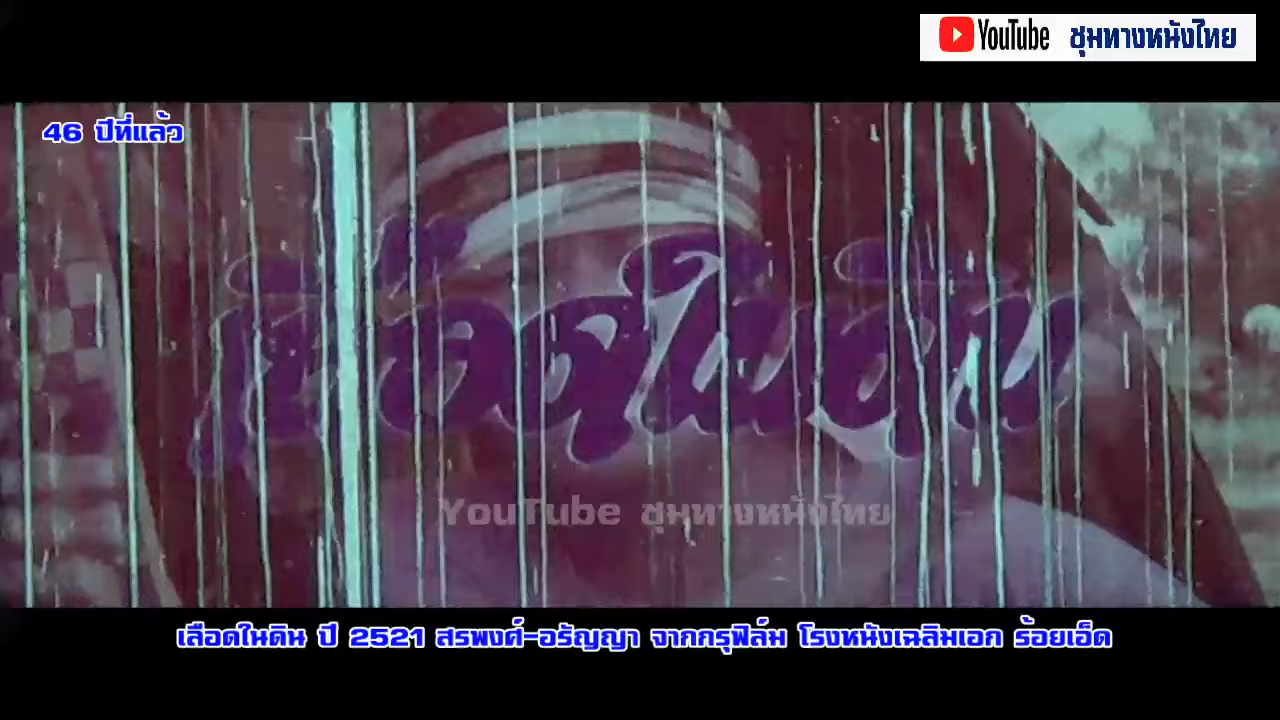 YouTube ชุมทางหนังไทย
46 ปีที่แล้ว
เลือดในดิน
YouTube ชุมทางหนังไทย
เลือดในดิน ปี 2521 สรพงศ์-อรัญญา จากกรุฟิล์ม โรงหนังเฉลิมเอก ร้อยเอ็ด